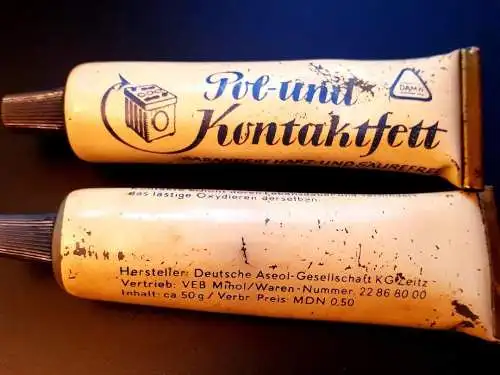 Pol- und
Kontaktfett
DAMW
GARANTIERT HARZ- UND SÄUREFREI
das lästige Oxydieren derselben.
Hersteller: Deutsche Aseol-Gesellschaft KG Zeitz
Vertrieb: VEB Minol/Waren-Nummer. 22 86 80 00
Inhalt: ca 50 g / Verbr. Preis: MDN 0,50